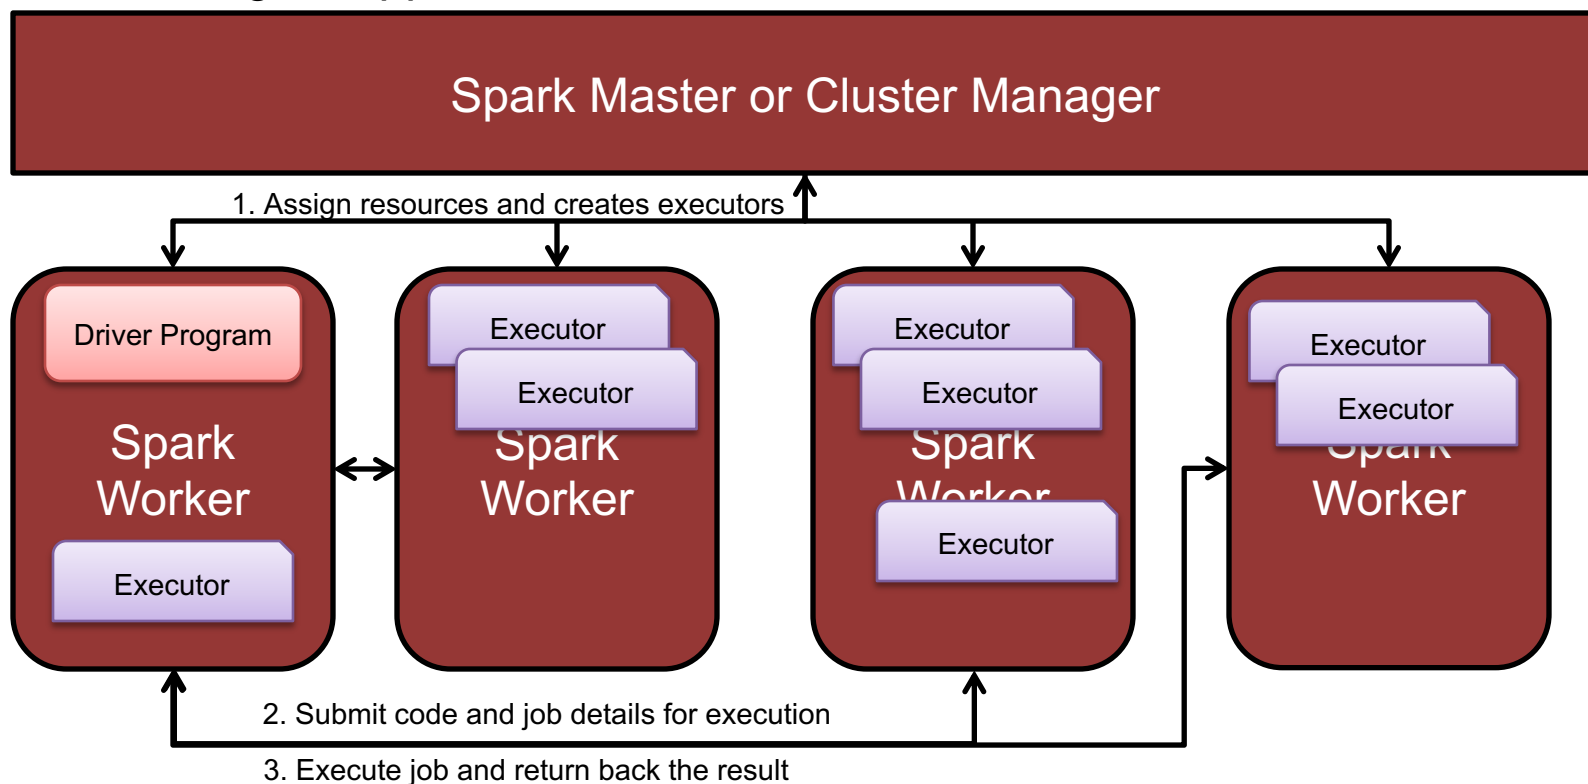 Spark Master or Cluster Manager
1. Assign resources and creates executors
Driver Program
Spark
Worker
Executor
Executor
Executor
Spark
Worker
Executor
Executor
Spark
Worker
Executor
Executor
Executor
Spark
Worker
2. Submit code and job details for execution
3. Execute job and return back the result